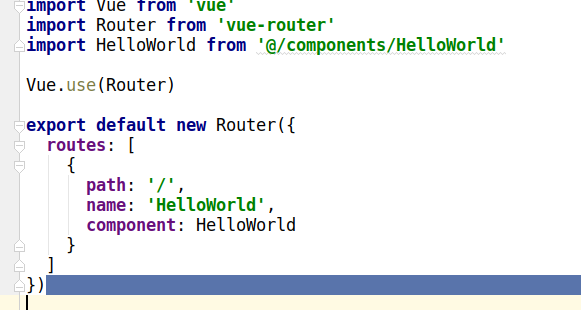 import Vue from 'vue'
import Router from 'vue-router'
import HelloWorld from '@/components/HelloWorld'

Vue.use(Router)

export default new Router({
  routes: [
    {
      path: '/',
      name: 'HelloWorld',
      component: HelloWorld
    }
  ]
})